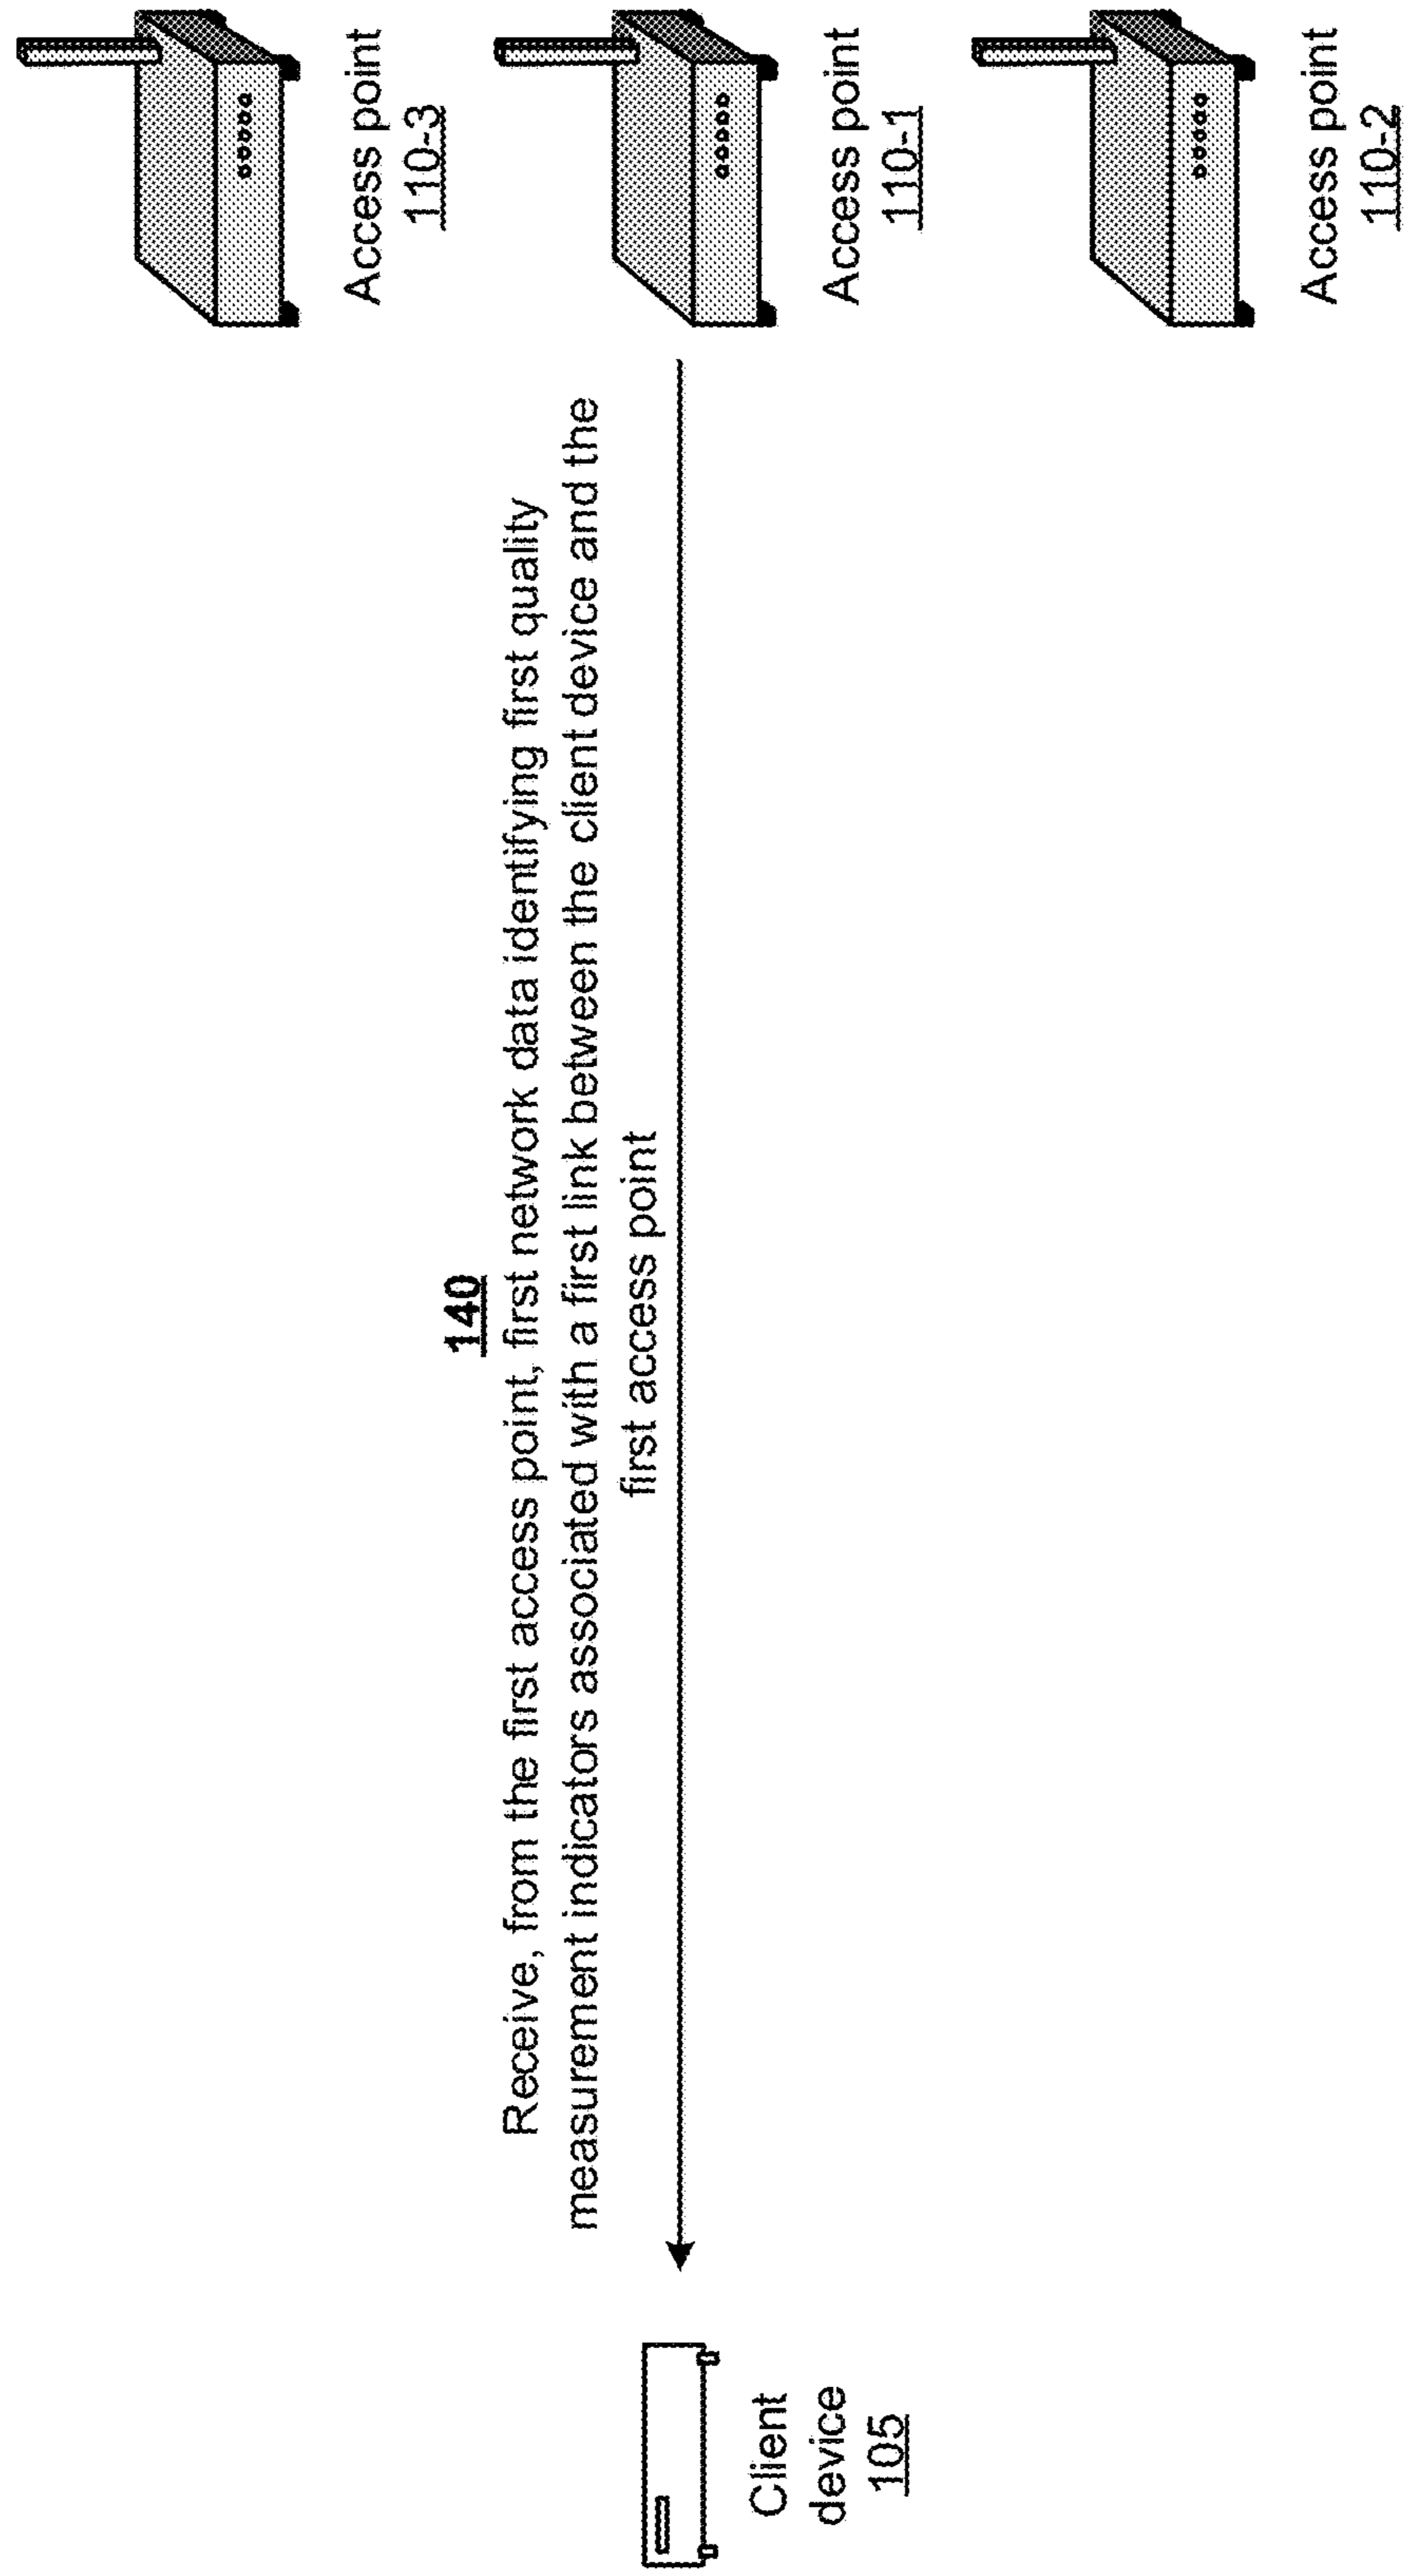 140
Receive, from the first access point, first network data identifying first quality
measurement indicators associated with a first link between the client device and the
first access point
Client
device
105
Access point
110-3
Access point
110-1
Access point
110-2